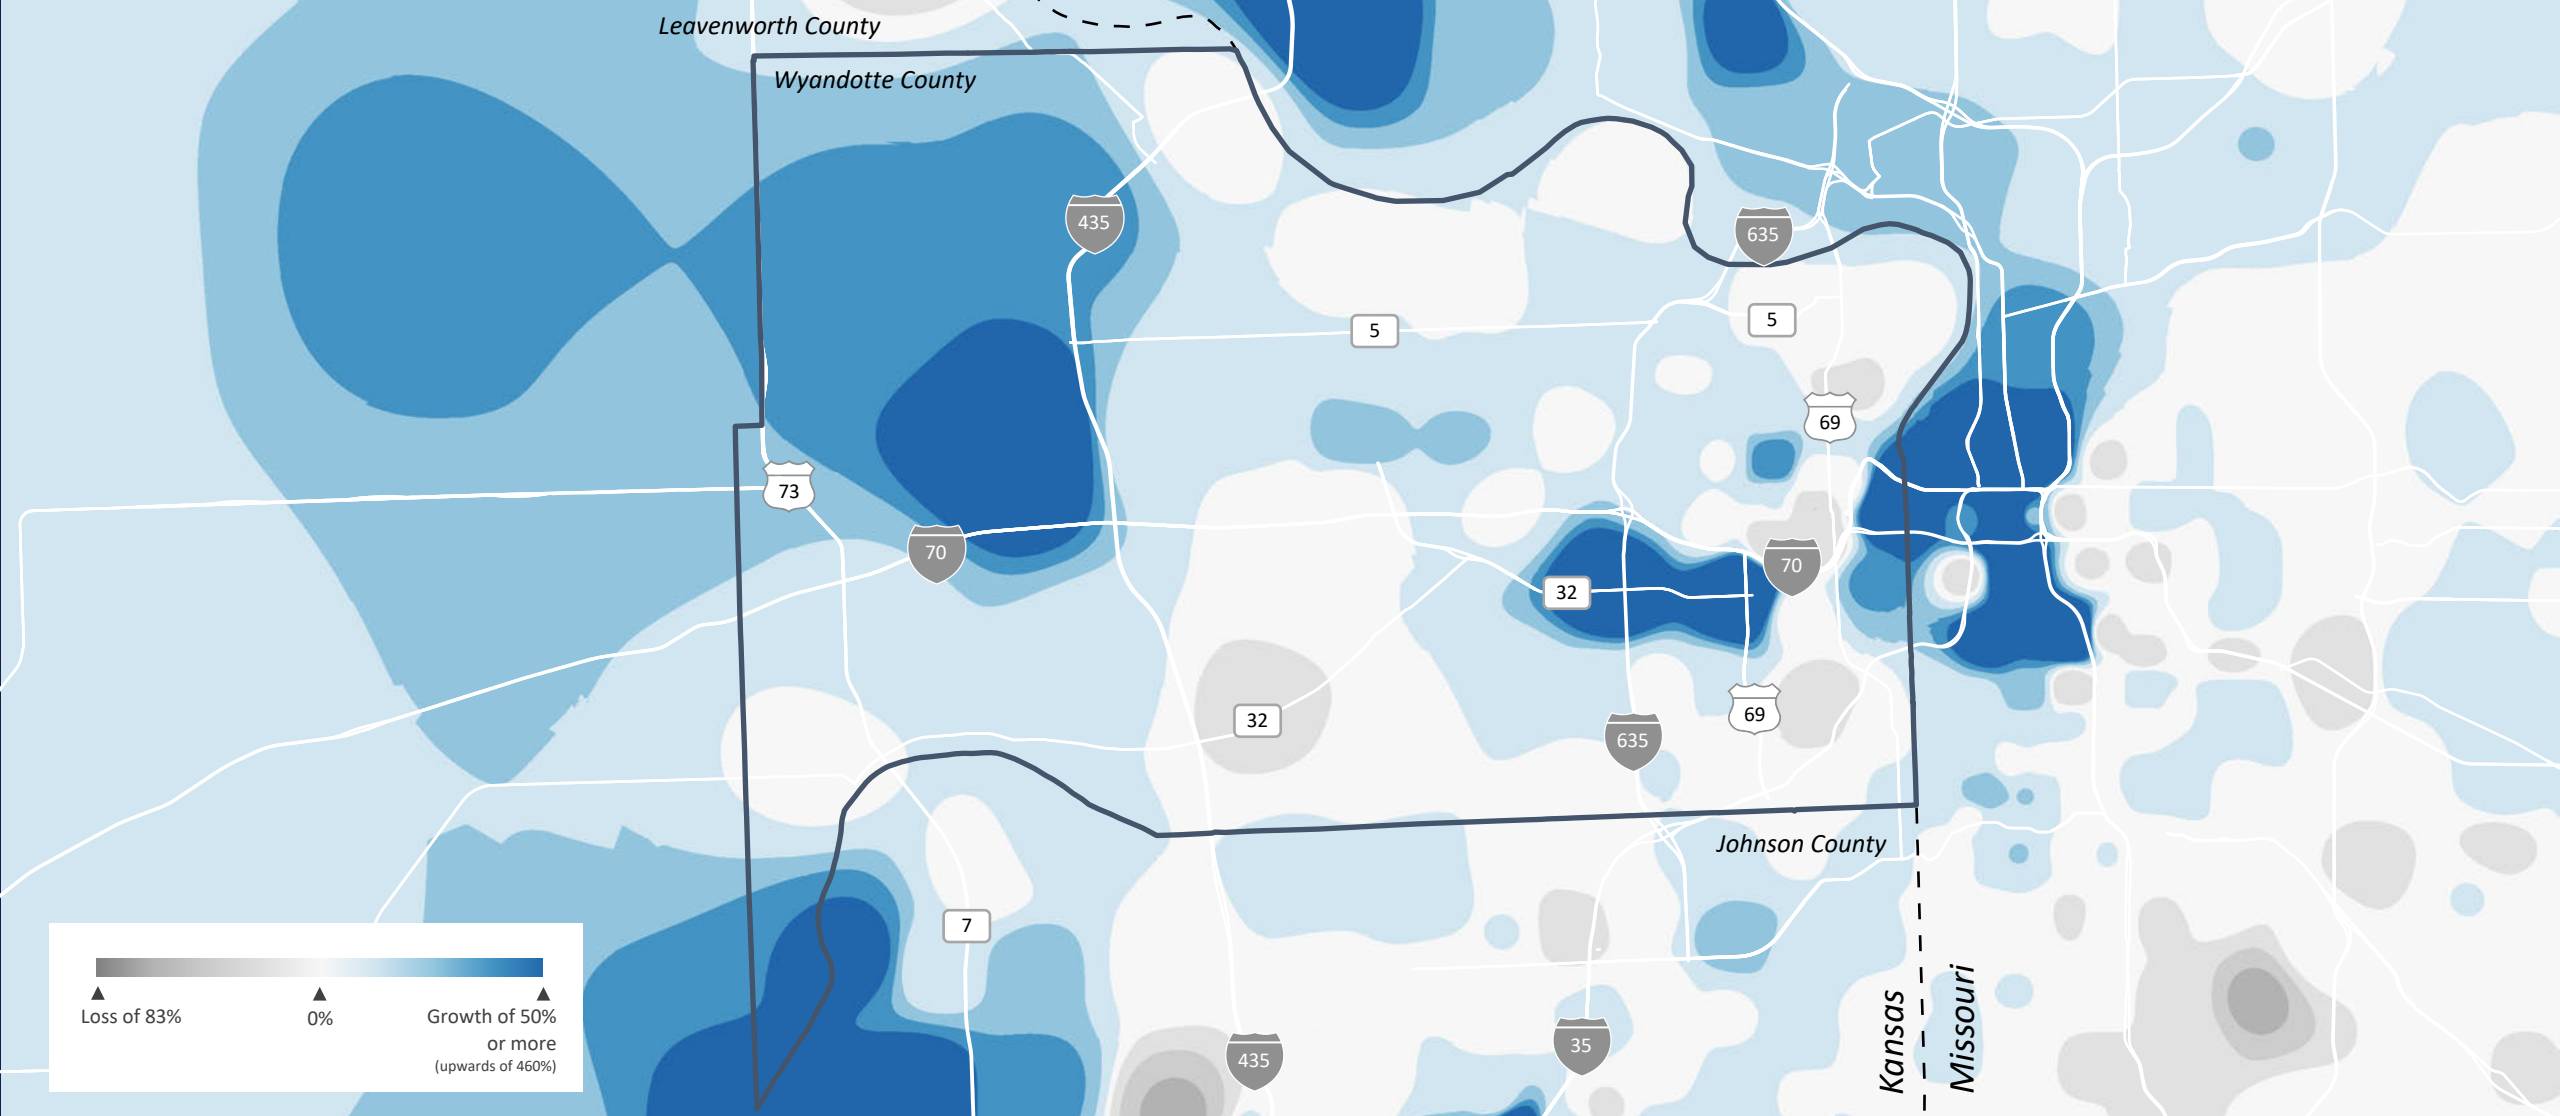 Leavenworth County
Wyandotte County
435
635
5
5
69
73
70
70
32
32
69
635
Johnson County
7
435
35
Kansas
Missouri
Loss of 83%
0%
Growth of 50%
or more
(upwards of 460%)